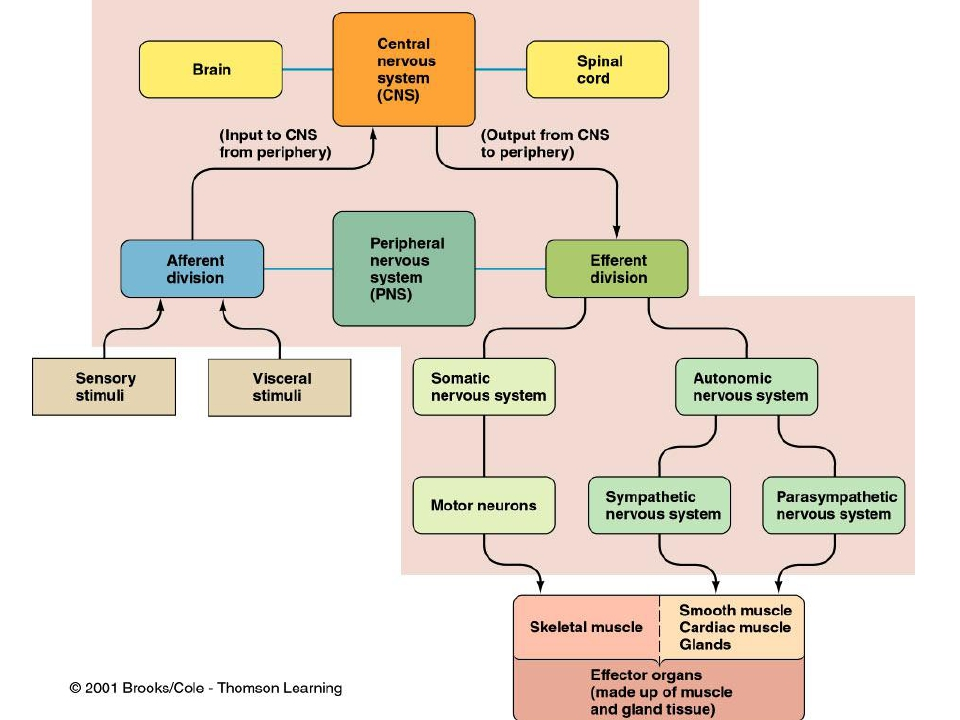 Brain
Central
nervous
system
(CNS)
Spinal
cord
(Input to CNS
from periphery)
(Output from CNS
to periphery)
Afferent
division
Peripheral
nervous
system
(PNS)
Efferent
division
Sensory
stimuli
Visceral
stimuli
Somatic
nervous system
Autonomic
nervous system
Motor neurons
Sympathetic
nervous system
Parasympathetic
nervous system
Skeletal muscle
Smooth muscle
Cardiac muscle
Glands
Effector organs
(made up of muscle
and gland tissue)
© 2001 Brooks/Cole - Thomson Learning